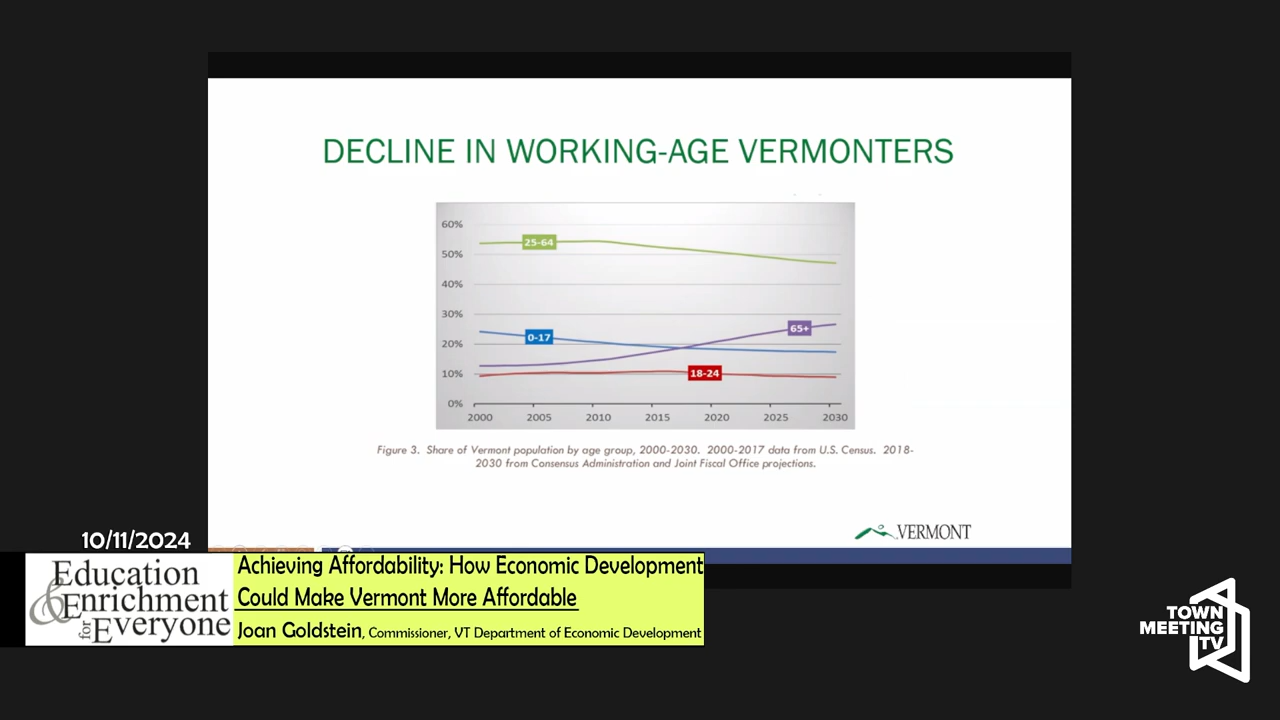 DECLINE IN WORKING-AGE VERMONTERS
60%
50%
40%
30%
20%
10%
0%
25-64
0-17
65+
18-24
2000 2005 2010 2015 2020 2025 2030
Figure 3. Share of Vermont population by age group, 2000-2030. 2000-2017 data from U.S. Census. 2018-
2030 from Consensus Administration and Joint Fiscal Office projections.
VERMONT
10/11/2024
Education
& Enrichment
for Everyone
Achieving Affordability: How Economic Development
Could Make Vermont More Affordable
Joan Goldstein, Commissioner, VT Department of Economic Development
TOWN
MEETING
TV